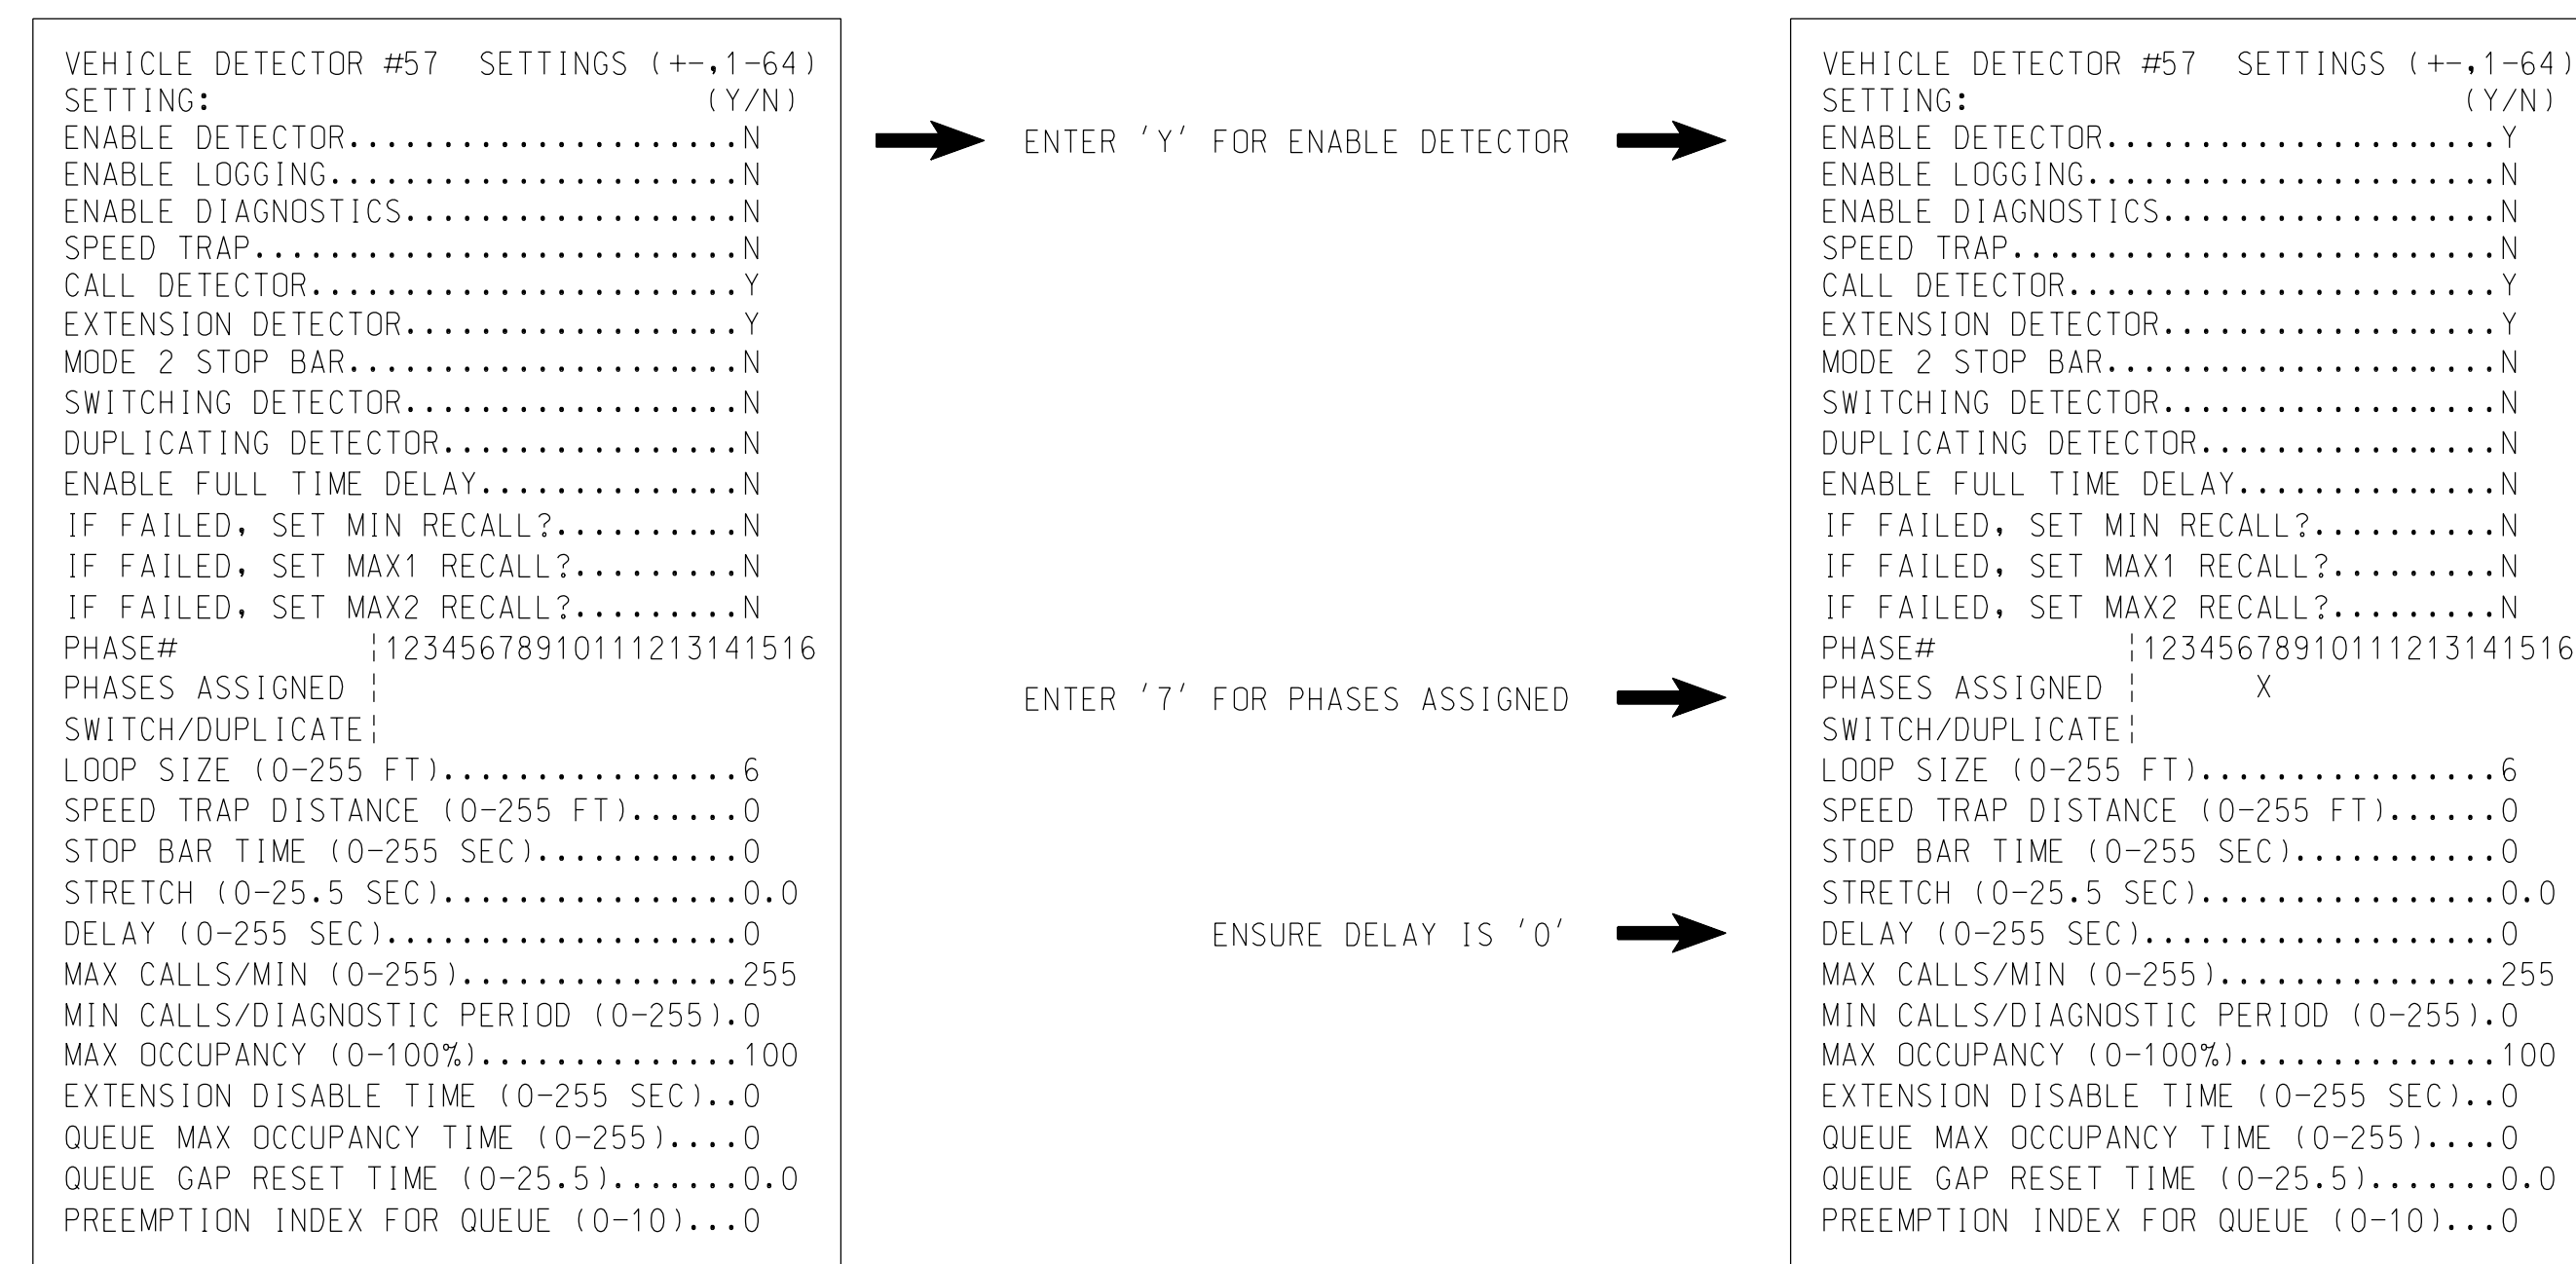 VEHICLE DETECTOR #57  SETTINGS (+-,1-64)
SETTING:                          (Y/N)
ENABLE DETECTOR.....................N
ENABLE LOGGING......................N
ENABLE DIAGNOSTICS..................N
SPEED TRAP..........................N
CALL DETECTOR.......................Y
EXTENSION DETECTOR..................Y
MODE 2 STOP BAR.....................N
SWITCHING DETECTOR..................N
DUPLICATING DETECTOR................N
ENABLE FULL TIME DELAY..............N
IF FAILED, SET MIN RECALL?..........N
IF FAILED, SET MAX1 RECALL?.........N
IF FAILED, SET MAX2 RECALL?.........N
PHASE#           ¦12345678910111213141516
PHASES ASSIGNED ¦
SWITCH/DUPLICATE¦
LOOP SIZE (0-255 FT)................6
SPEED TRAP DISTANCE (0-255 FT)......0
STOP BAR TIME (0-255 SEC)...........0
STRETCH (0-25.5 SEC)................0.0
DELAY (0-255 SEC)...................0
MAX CALLS/MIN (0-255)...............255
MIN CALLS/DIAGNOSTIC PERIOD (0-255).0
MAX OCCUPANCY (0-100%)..............100
EXTENSION DISABLE TIME (0-255 SEC)..0
QUEUE MAX OCCUPANCY TIME (0-255)....0
QUEUE GAP RESET TIME (0-25.5).......0.0
PREEMPTION INDEX FOR QUEUE (0-10)...0
ENTER 'Y' FOR ENABLE DETECTOR
ENTER '7' FOR PHASES ASSIGNED
ENSURE DELAY IS '0'
VEHICLE DETECTOR #57  SETTINGS (+-,1-64)
SETTING:                          (Y/N)
ENABLE DETECTOR.....................Y
ENABLE LOGGING......................N
ENABLE DIAGNOSTICS..................N
SPEED TRAP..........................N
CALL DETECTOR.......................Y
EXTENSION DETECTOR..................Y
MODE 2 STOP BAR.....................N
SWITCHING DETECTOR..................N
DUPLICATING DETECTOR................N
ENABLE FULL TIME DELAY..............N
IF FAILED, SET MIN RECALL?..........N
IF FAILED, SET MAX1 RECALL?.........N
IF FAILED, SET MAX2 RECALL?.........N
PHASE#           ¦12345678910111213141516
PHASES ASSIGNED ¦      X
SWITCH/DUPLICATE¦
LOOP SIZE (0-255 FT)................6
SPEED TRAP DISTANCE (0-255 FT)......0
STOP BAR TIME (0-255 SEC)...........0
STRETCH (0-25.5 SEC)................0.0
DELAY (0-255 SEC)...................0
MAX CALLS/MIN (0-255)...............255
MIN CALLS/DIAGNOSTIC PERIOD (0-255).0
MAX OCCUPANCY (0-100%)..............100
EXTENSION DISABLE TIME (0-255 SEC)..0
QUEUE MAX OCCUPANCY TIME (0-255)....0
QUEUE GAP RESET TIME (0-25.5).......0.0
PREEMPTION INDEX FOR QUEUE (0-10)...0